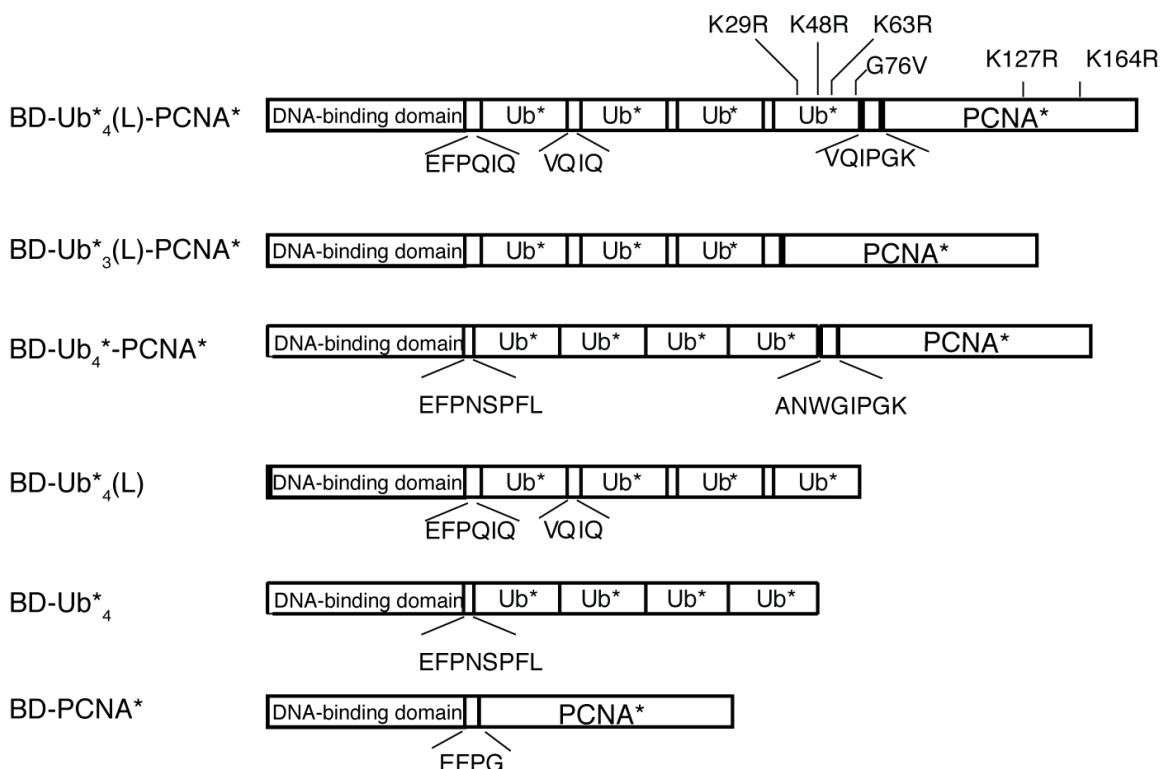 K29R K48R K63R
G76V K127R K164R
BD-Ub*4(L)-PCNA* DNA-binding domain Ub* Ub* Ub* Ub* PCNA*
EFPQIQ VQIQ VQIPGK
BD-Ub*3(L)-PCNA* DNA-binding domain Ub* Ub* Ub* PCNA*
BD-Ub4*-PCNA* DNA-binding domain Ub* Ub* Ub* Ub* PCNA*
EFPNSPFL ANWGIPGK
BD-Ub*4(L) DNA-binding domain Ub* Ub* Ub* Ub*
EFPQIQ VQIQ
BD-Ub*4 DNA-binding domain Ub* Ub* Ub* Ub*
EFPNSPFL
BD-PCNA* DNA-binding domain PCNA*
EFPG